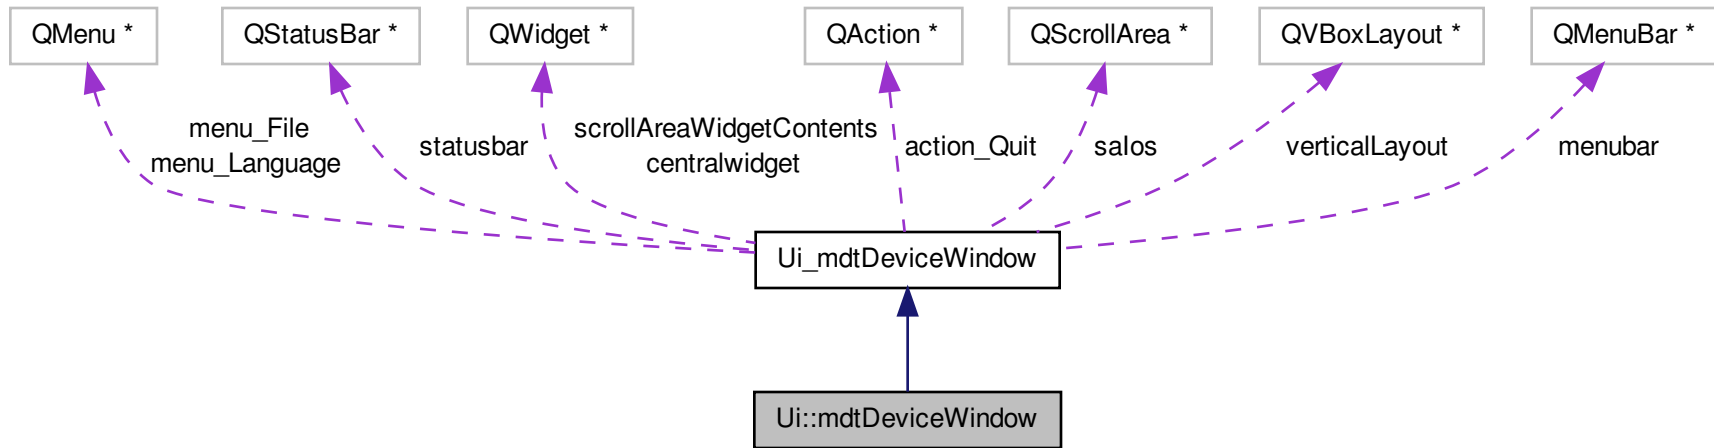 QMenu *
QStatusBar *
QWidget *
QAction *
QScrollArea *
QVBoxLayout *
QMenuBar *
menu_File
menu_Language
statusbar
scrollAreaWidgetContents
centralwidget
action_Quit
salos
verticalLayout
menubar
Ui_mdtDeviceWindow
Ui::mdtDeviceWindow